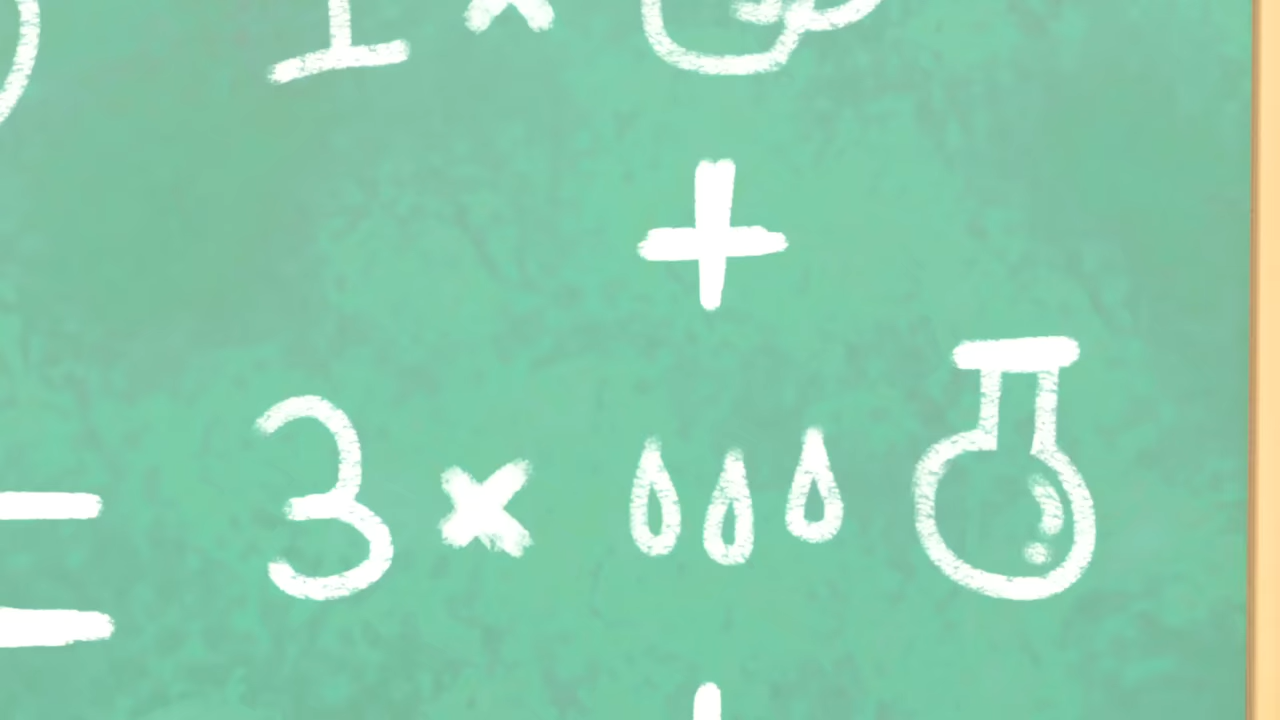 1 ×
+
= 3 ×